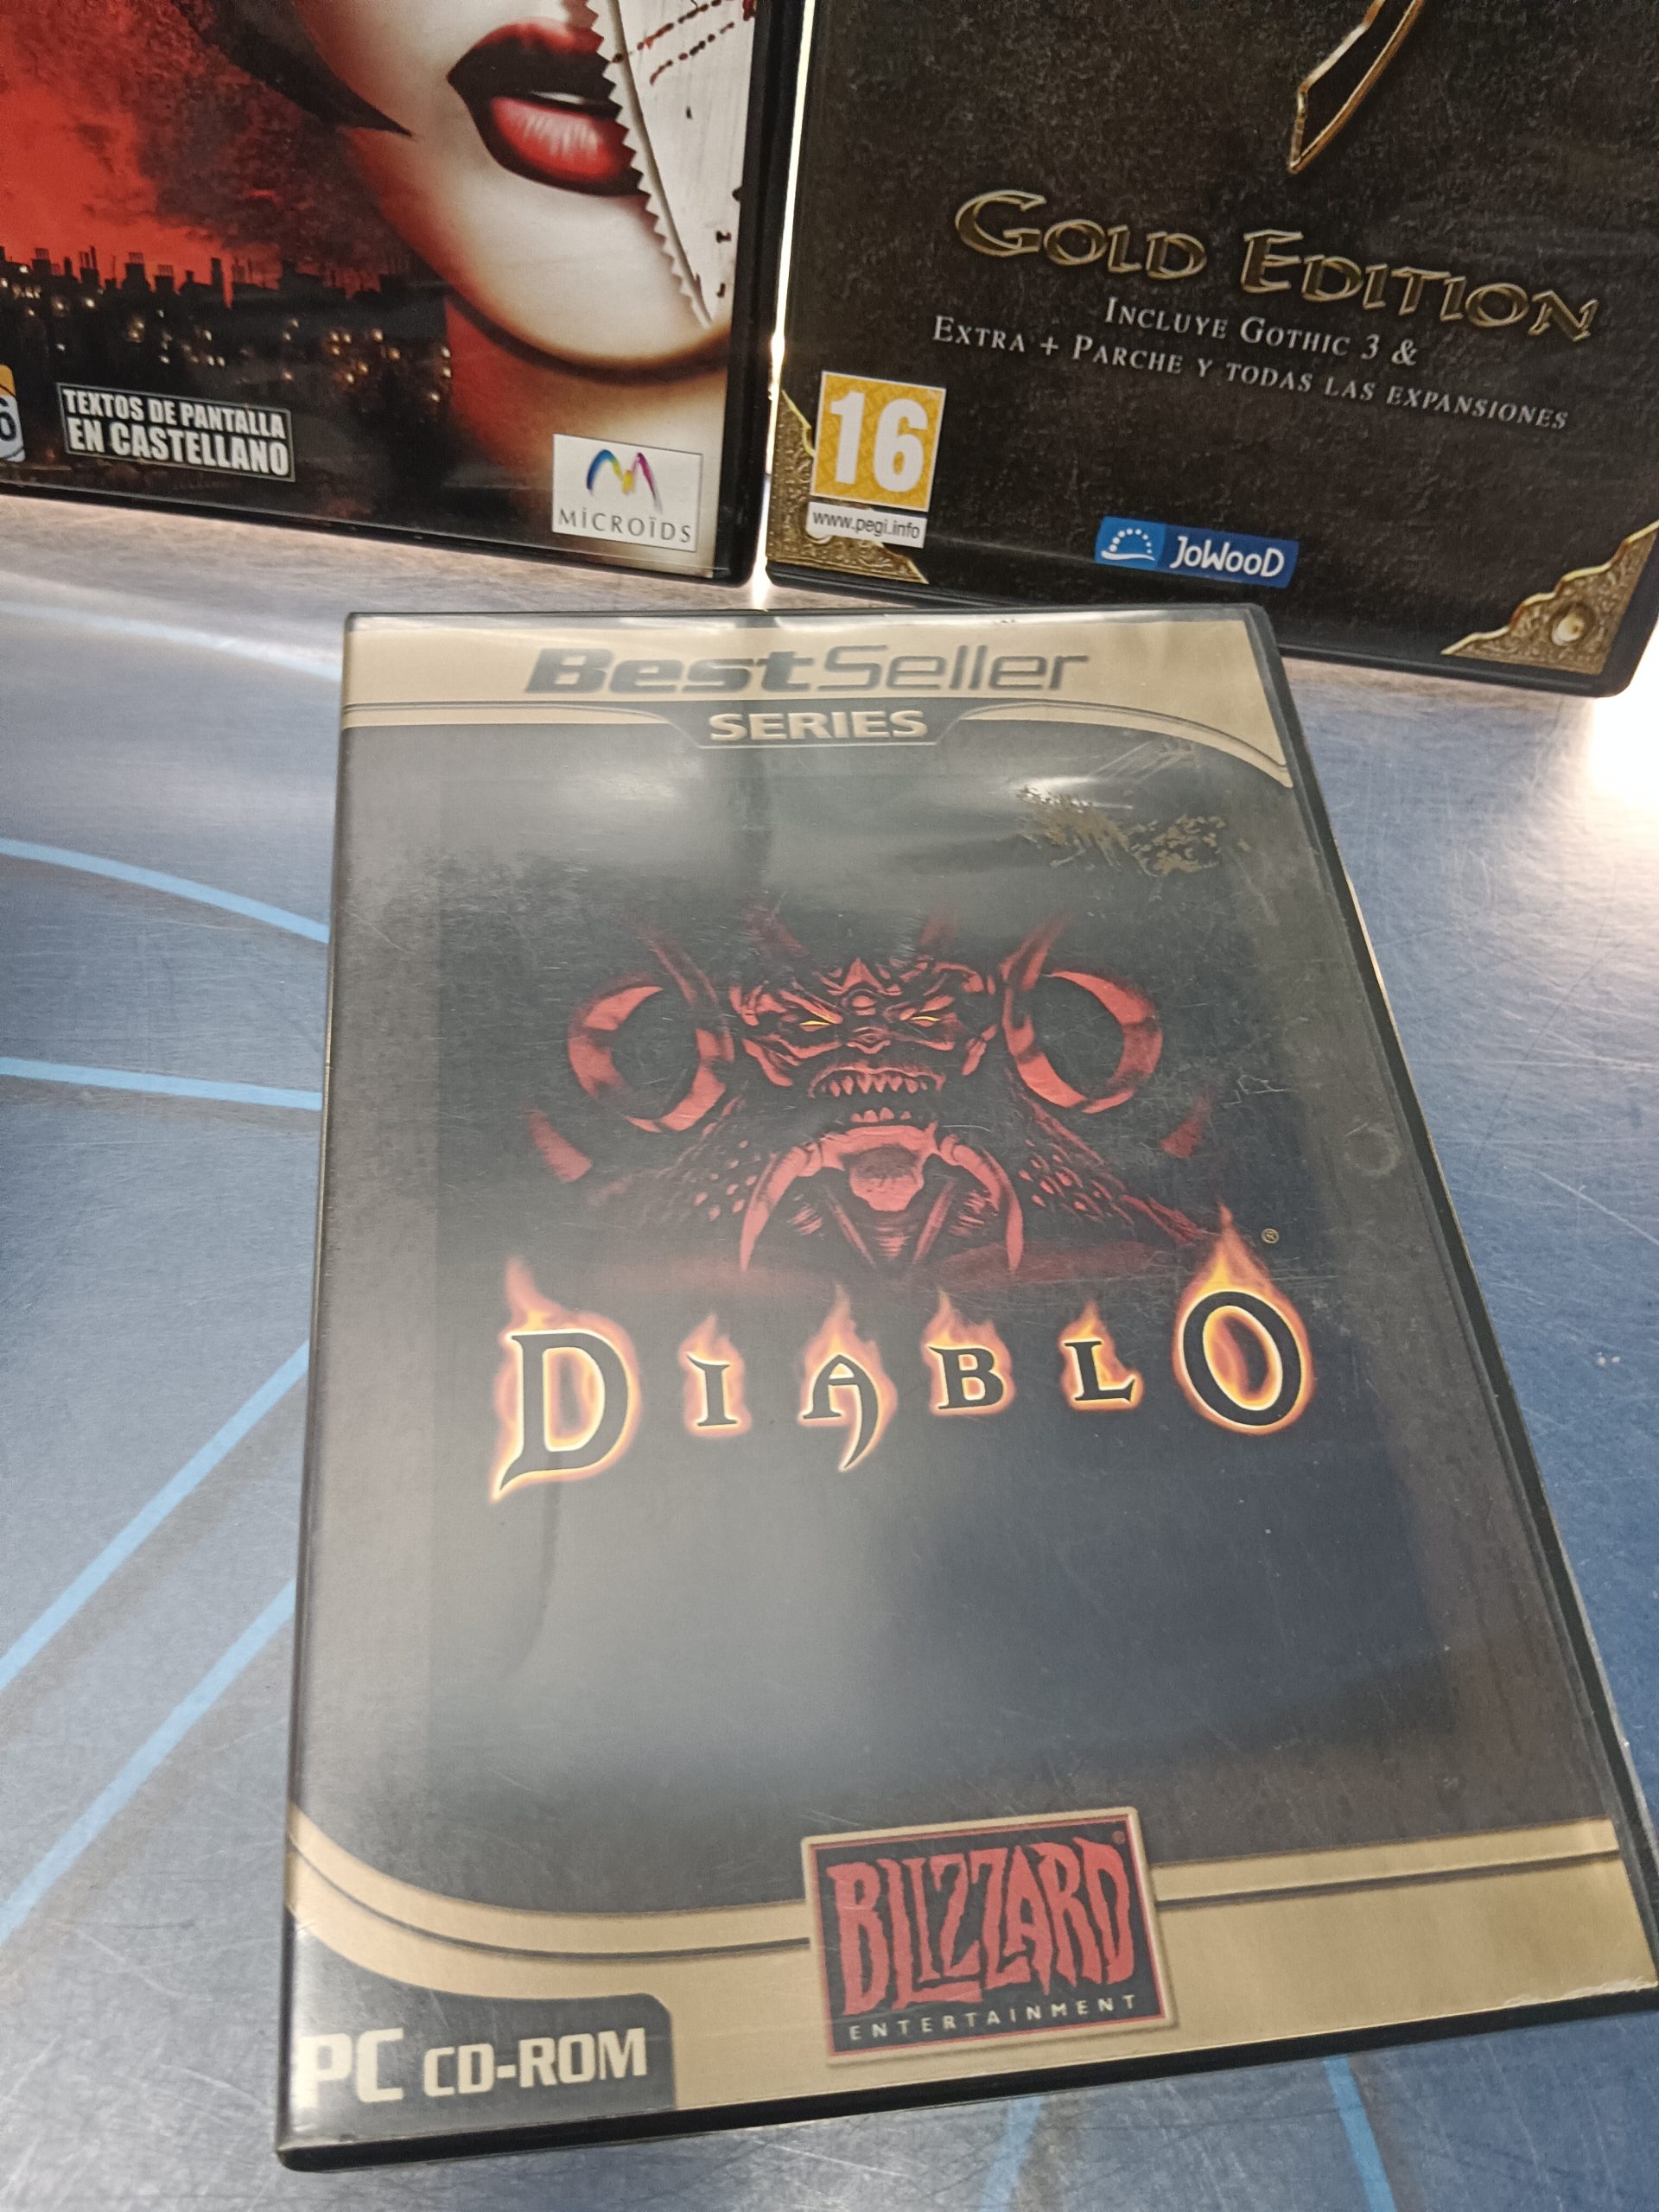 TEXTOS DE PANTALLA
EN CASTELLANO
MICROÏDS
GOLD EDITION
INCLUYE GOTHIC 3 &
EXTRA + PARCHE Y TODAS LAS EXPANSIONES
16
www.pegi.info
JoWooD
BestSeller
SERIES
®
DIABLO
BLIZZARD®
ENTERTAINMENT
PC CD-ROM